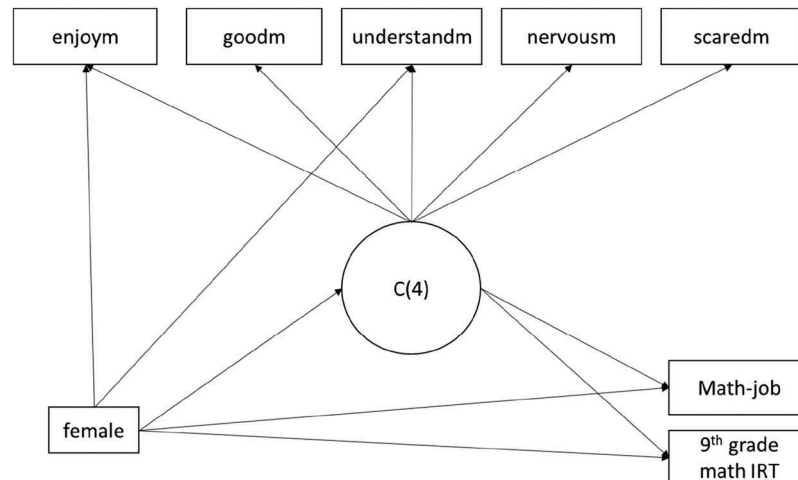 enjoym
goodm
understandm
nervousm
scaredm
C(4)
Math-job
female
9th grade
math IRT